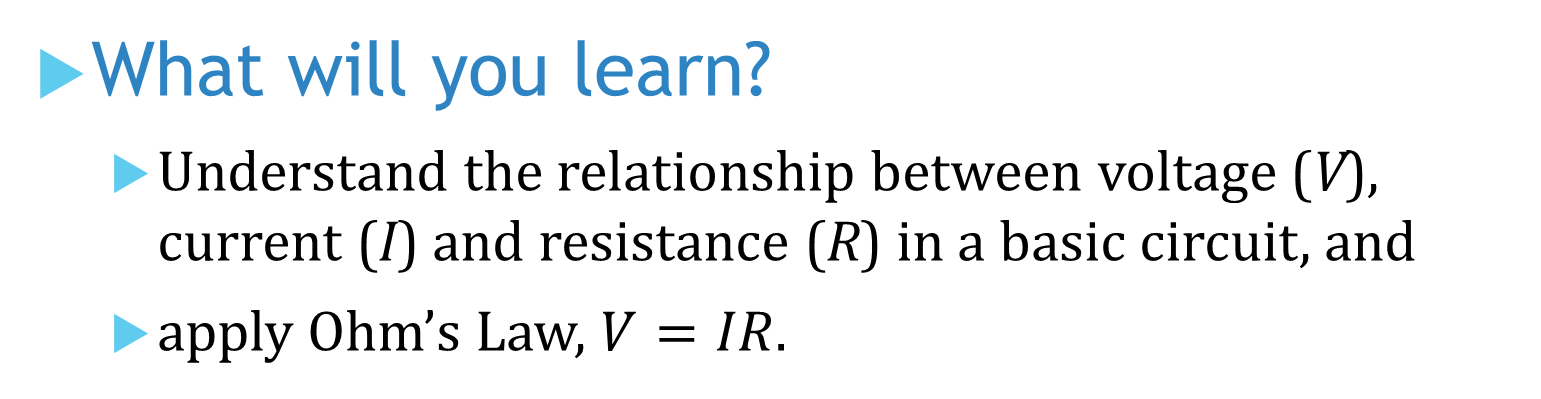 What will you learn?
Understand the relationship between voltage (V),
current (I) and resistance (R) in a basic circuit, and
apply Ohm’s Law, V = IR.